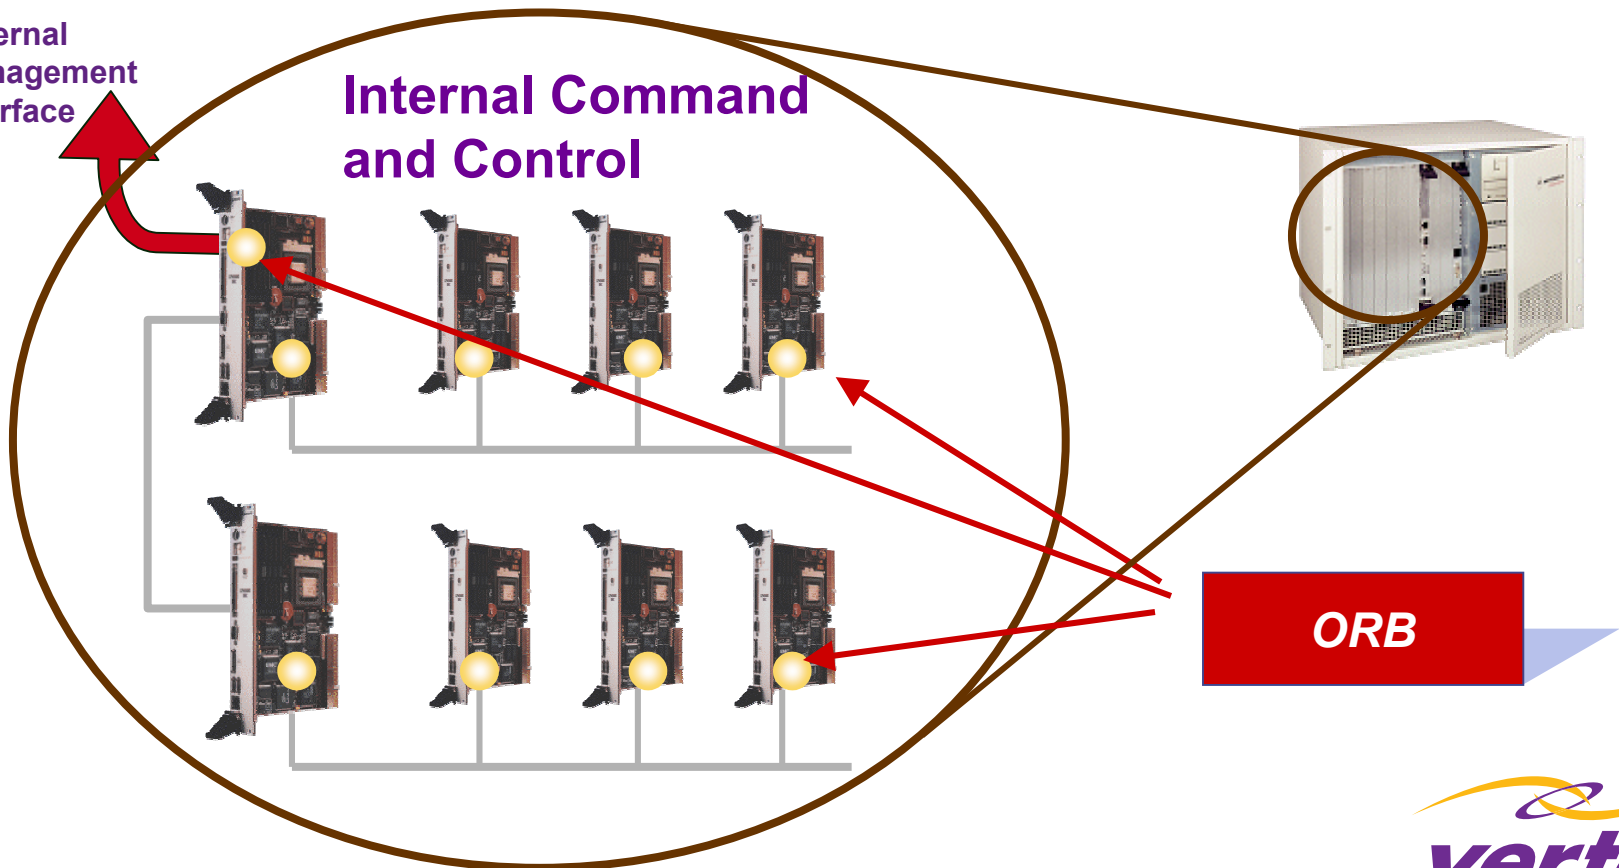 ernal
nagement
rface
Internal Command
and Control
ORB
vert